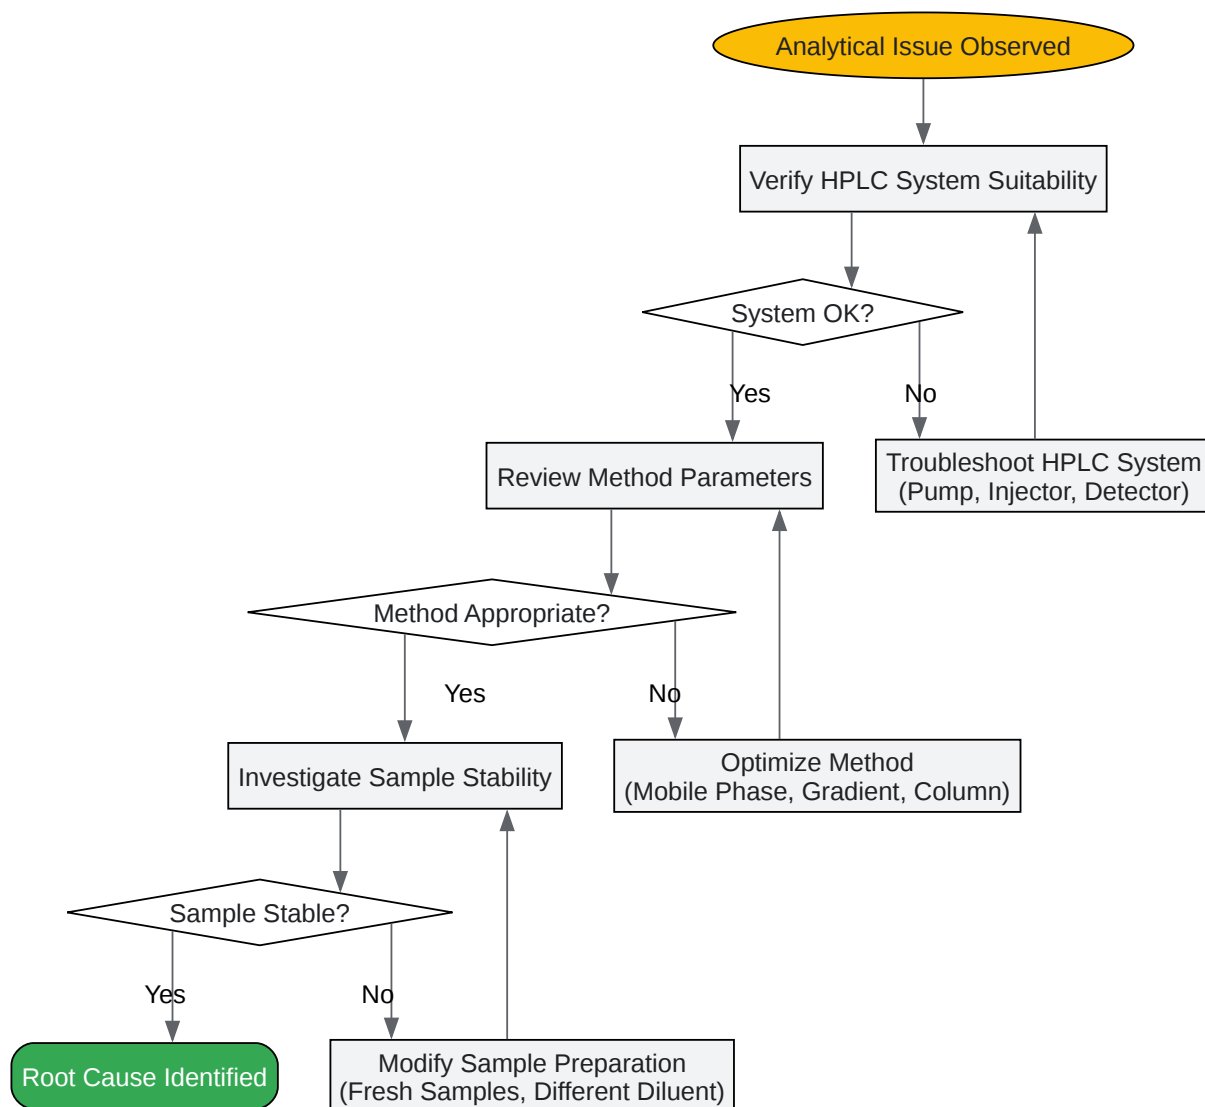 Analytical Issue Observed
Verify HPLC System Suitability
System OK?
Yes
No
Troubleshoot HPLC System
(Pump, Injector, Detector)
Review Method Parameters
Method Appropriate?
Yes
No
Optimize Method
(Mobile Phase, Gradient, Column)
Investigate Sample Stability
Sample Stable?
Yes
No
Root Cause Identified
Modify Sample Preparation
(Fresh Samples, Different Diluent)